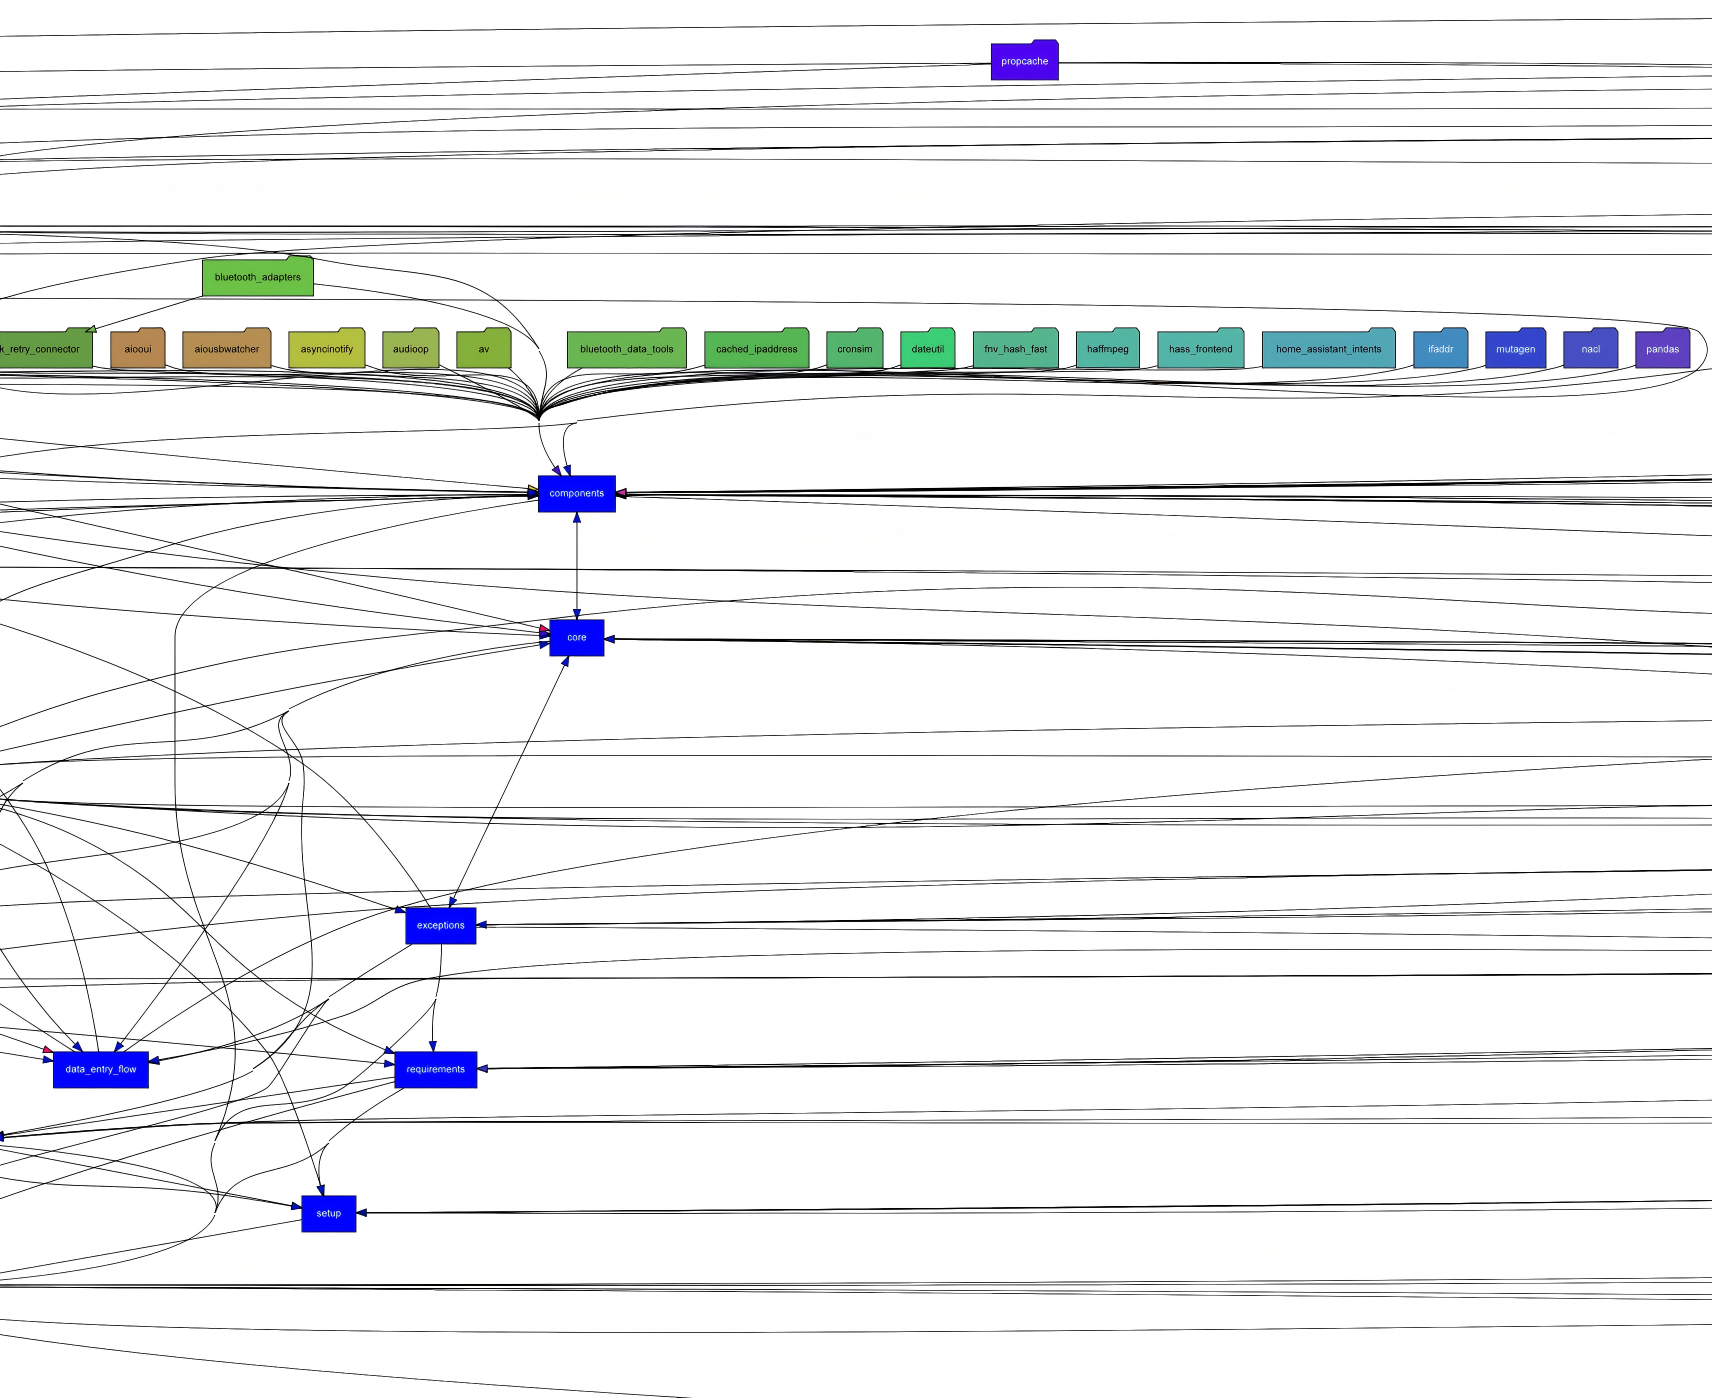 propcache
bluetooth_adapters
k_retry_connector
aiooui
aiousbwatcher
asyncinotify
audioop
av
bluetooth_data_tools
cached_ipaddress
cronsim
dateutil
fnv_hash_fast
haffmpeg
hass_frontend
home_assistant_intents
ifaddr
mutagen
nacl
pandas
components
core
exceptions
data_entry_flow
requirements
setup